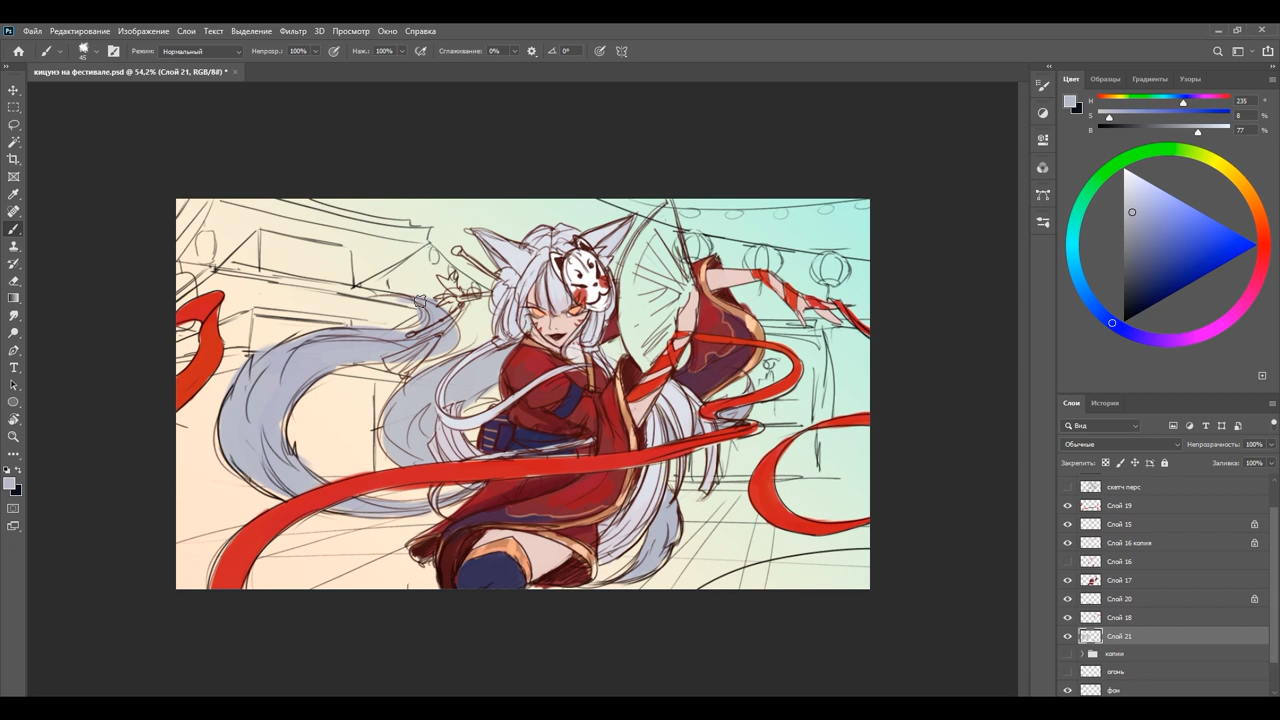 Ps Файл Редактирование Изображение Слои Текст Выделение Фильтр 3D Просмотр Окно Справка
45 Режим: Нормальный Непрозр.: 100% Наж.: 100% Сглаживание: 0% 0°
кицунэ на фестивале.psd @ 54,2% (Слой 21, RGB/8#) * ×
Цвет Образцы Градиенты Узоры
H 235 °
S 8 %
B 77 %
Слои История
Вид
Обычные Непрозрачность: 100%
Закрепить: Заливка: 100%
скетч перс
Слой 19
Слой 15
Слой 16 копия
Слой 16
Слой 17
Слой 20
Слой 18
Слой 21
копии
огонь
фон